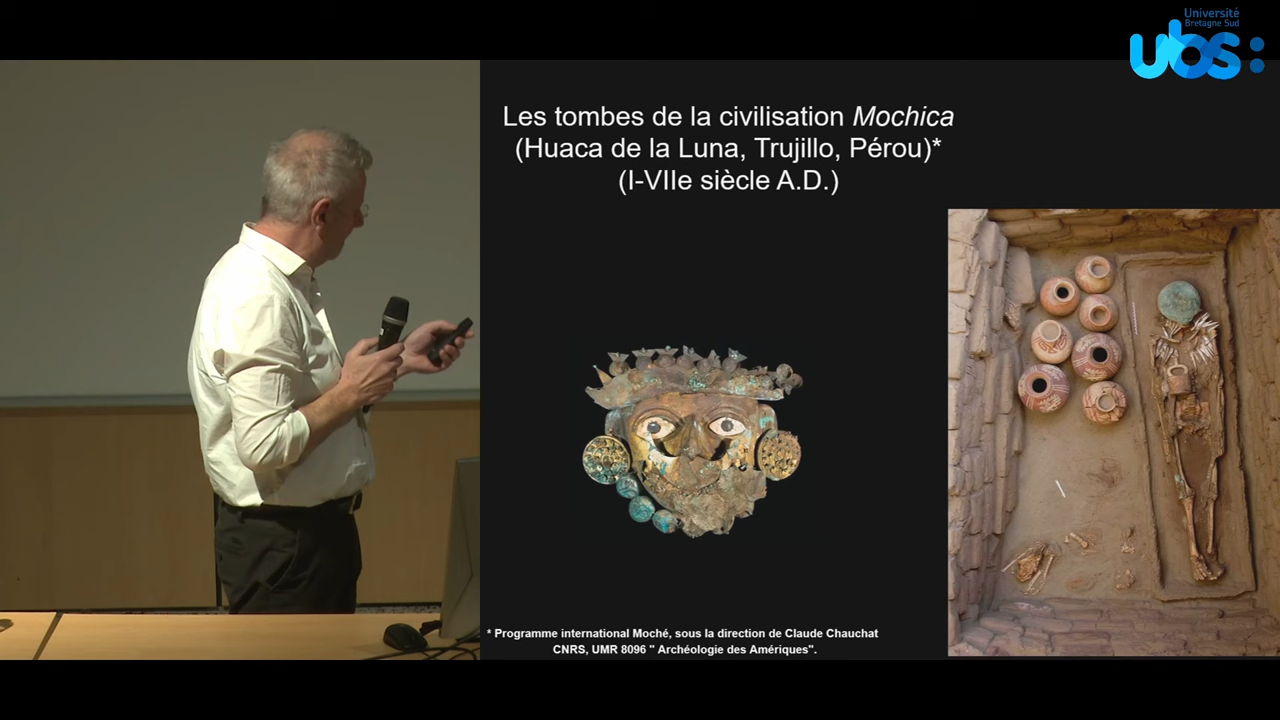 Université
Bretagne Sud
ubs:
Les tombes de la civilisation Mochica
(Huaca de la Luna, Trujillo, Pérou)*
(I-VIIe siècle A.D.)
* Programme international Moché, sous la direction de Claude Chauchat
CNRS, UMR 8096 " Archéologie des Amériques".